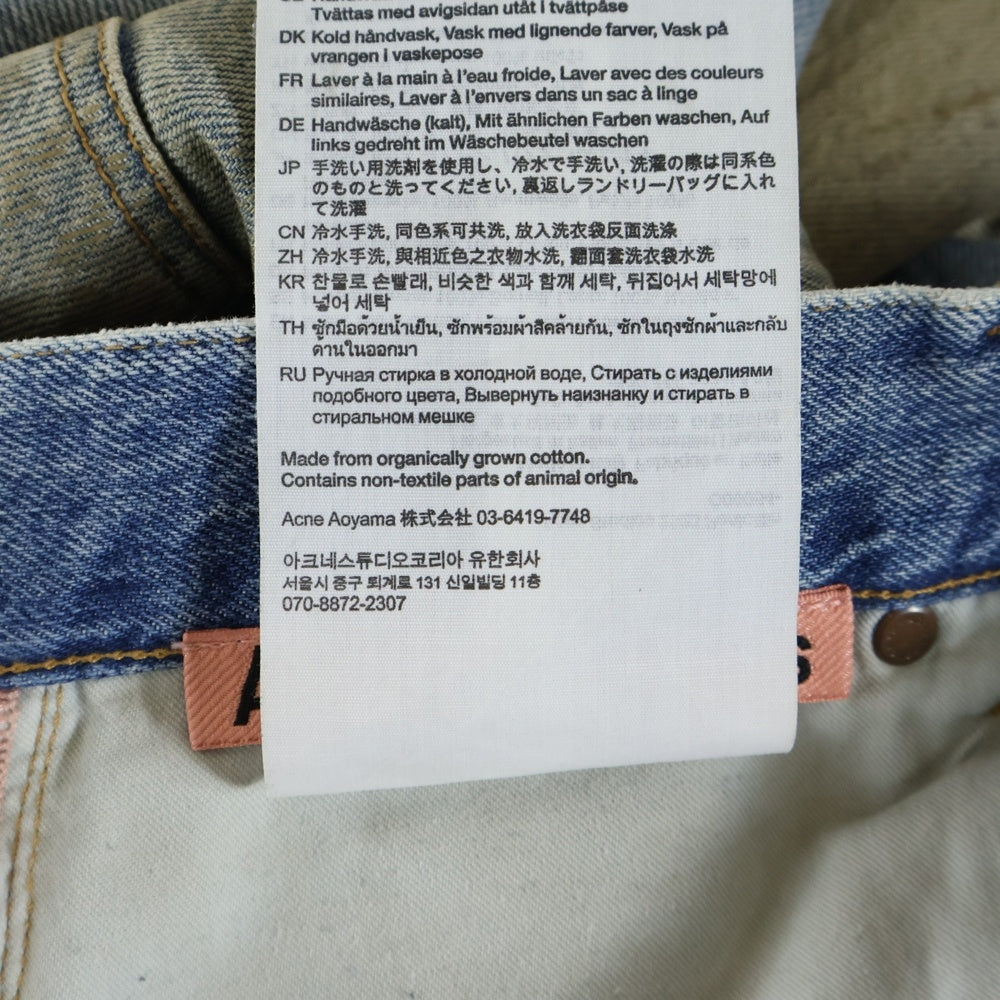 Tvättas med avigsidan utåt i tvättpåse
DK Kold håndvask, Vask med lignende farver, Vask på
vrangen i vaskepose
FR Laver à la main à l'eau froide, Laver avec des couleurs
similaires, Laver à l'envers dans un sac à linge
DE Handwäsche (kalt), Mit ähnlichen Farben waschen, Auf
links gedreht im Wäschebeutel waschen
JP 手洗い用洗剤を使用し、冷水で手洗い, 洗濯の際は同系色
のものと洗ってください, 裏返しランドリーバッグに入れ
て洗濯
CN 冷水手洗, 同色系可共洗, 放入洗衣袋反面洗涤
ZH 冷水手洗, 與相近色之衣物水洗, 翻面套洗衣袋水洗
KR 찬물로 손빨래, 비슷한 색과 함께 세탁, 뒤집어서 세탁망에
넣어 세탁
TH ซักมือด้วยน้ำเย็น, ซักพร้อมผ้าสีคล้ายกัน, ซักในถุงซักผ้าและกลับ
ด้านในออกมา
RU Ручная стирка в холодной воде, Стирать с изделиями
подобного цвета, Вывернуть наизнанку и стирать в
стиральном мешке
Made from organically grown cotton.
Contains non-textile parts of animal origin.
Acne Aoyama 株式会社 03-6419-7748
아크네스튜디오코리아 유한회사
서울시 중구 퇴계로 131 신일빌딩 11층
070-8872-2307